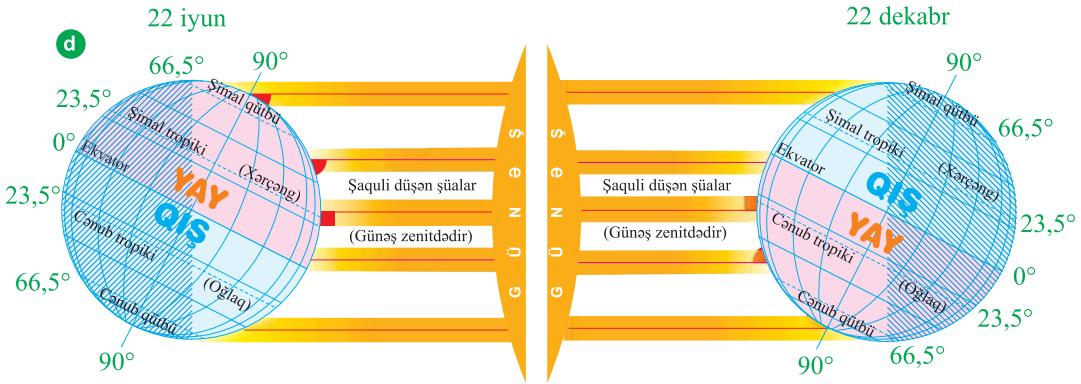 22 iyun
d
66,5°
90°
23,5°
0°
23,5°
66,5°
90°
Şimal qütbü
Şimal tropiki
(Xərçəng)
Ekvator
YAY
QIŞ
Cənub tropiki
(Oğlaq)
Cənub qütbü
Şaquli düşən şüalar
(Günəş zenitdədir)
GÜNƏŞ
GÜNƏŞ
Şaquli düşən şüalar
(Günəş zenitdədir)
22 dekabr
90°
66,5°
23,5°
0°
23,5°
66,5°
90°
Şimal qütbü
Şimal tropiki
(Xərçəng)
Ekvator
QIŞ
YAY
Cənub tropiki
(Oğlaq)
Cənub qütbü